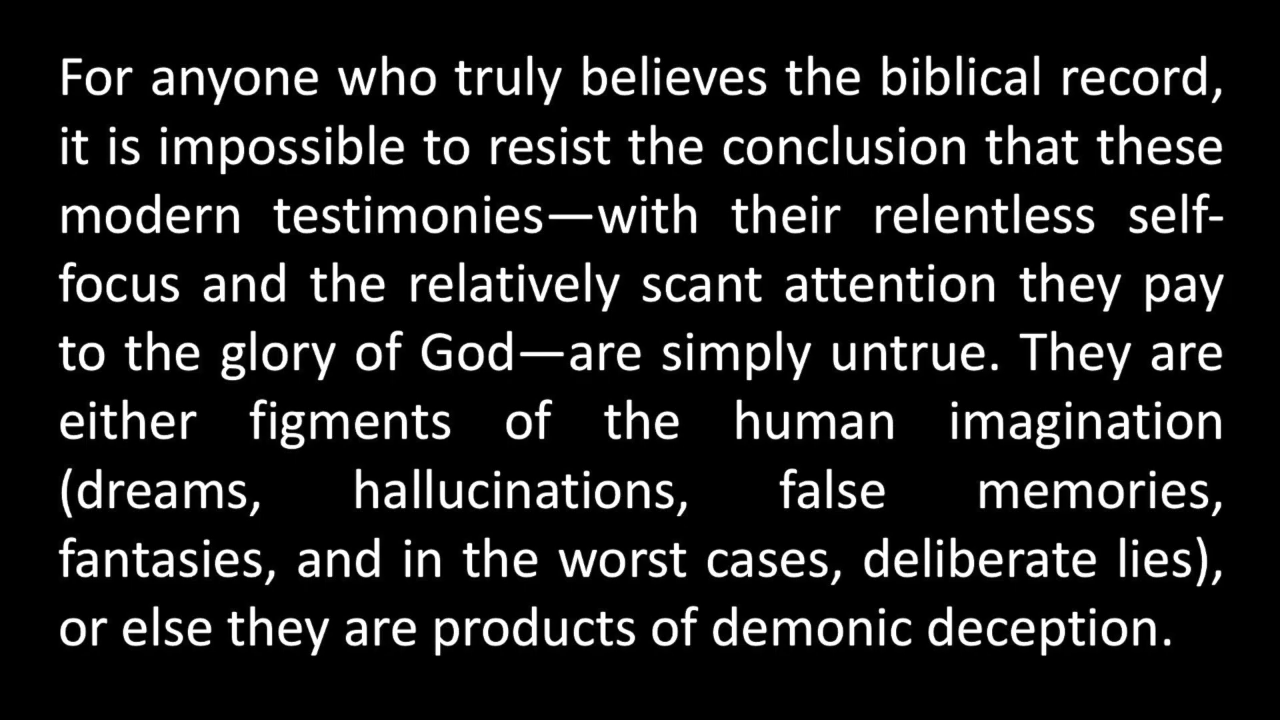 For anyone who truly believes the biblical record,
it is impossible to resist the conclusion that these
modern testimonies—with their relentless self-
focus and the relatively scant attention they pay
to the glory of God—are simply untrue. They are
either figments of the human imagination
(dreams, hallucinations, false memories,
fantasies, and in the worst cases, deliberate lies),
or else they are products of demonic deception.